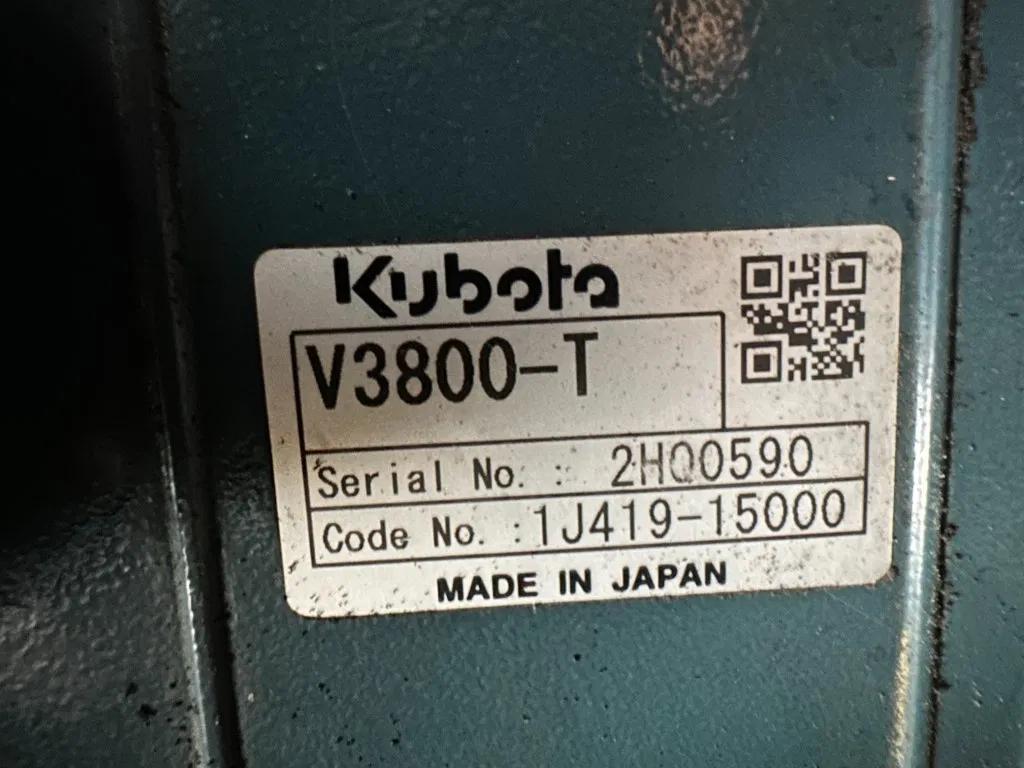 Kubota
V3800-T
Serial No. : 2HQ0590
Code No. :1J419-15000
MADE IN JAPAN